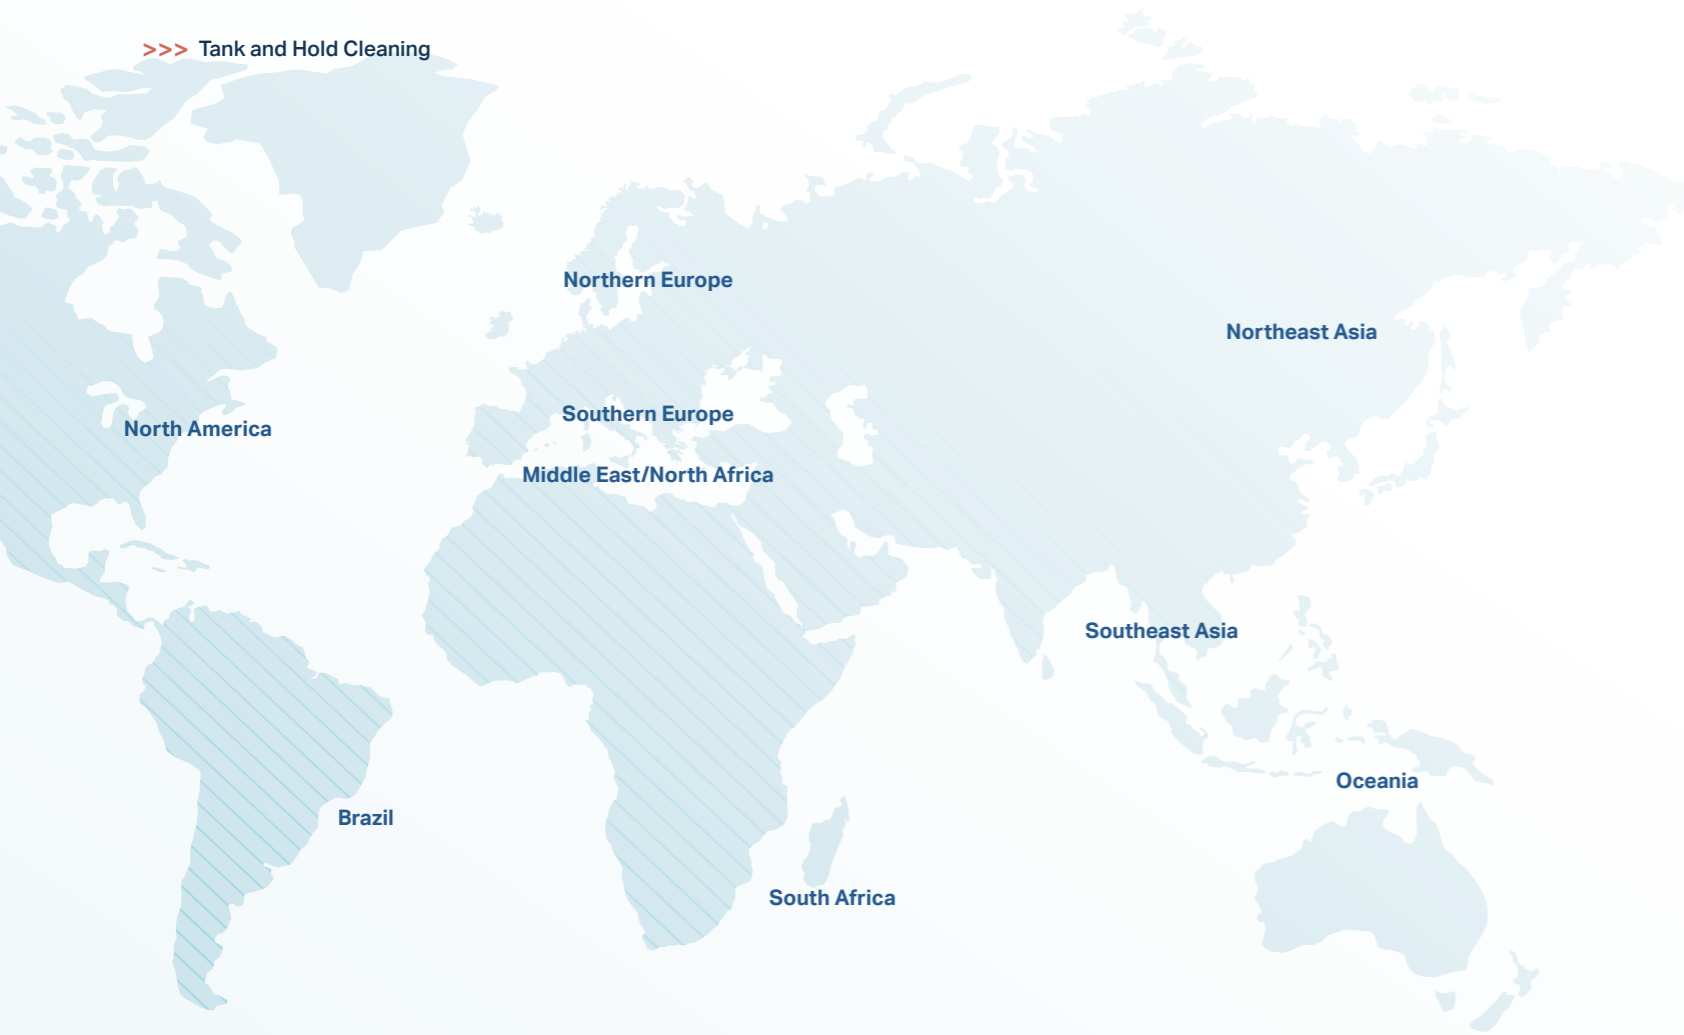 >>> Tank and Hold Cleaning
Northern Europe
Northeast Asia
Southern Europe
North America
Middle East/North Africa
Southeast Asia
Oceania
Brazil
South Africa